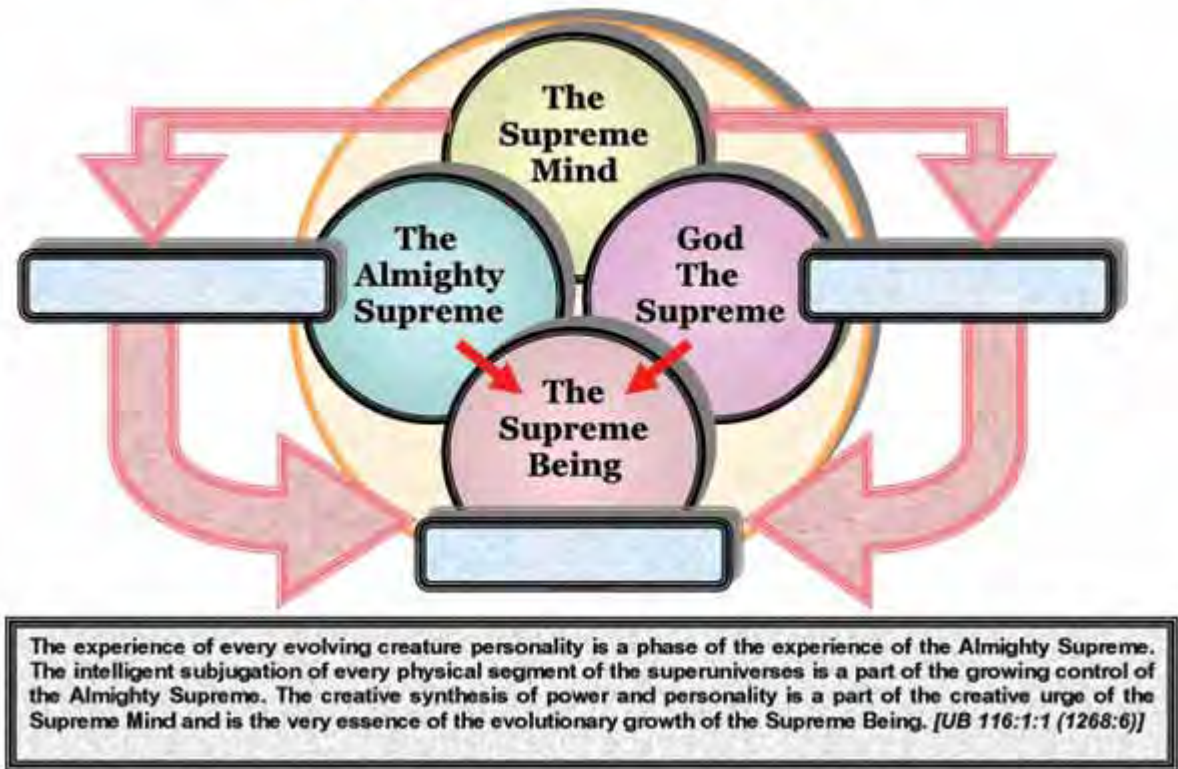 The
Supreme
Mind
The
Almighty
Supreme
God
The
Supreme
The
Supreme
Being
The experience of every evolving creature personality is a phase of the experience of the Almighty Supreme.
The intelligent subjugation of every physical segment of the superuniverses is a part of the growing control of
the Almighty Supreme. The creative synthesis of power and personality is a part of the creative urge of the
Supreme Mind and is the very essence of the evolutionary growth of the Supreme Being. [UB 116:1:1 (1268:6)]